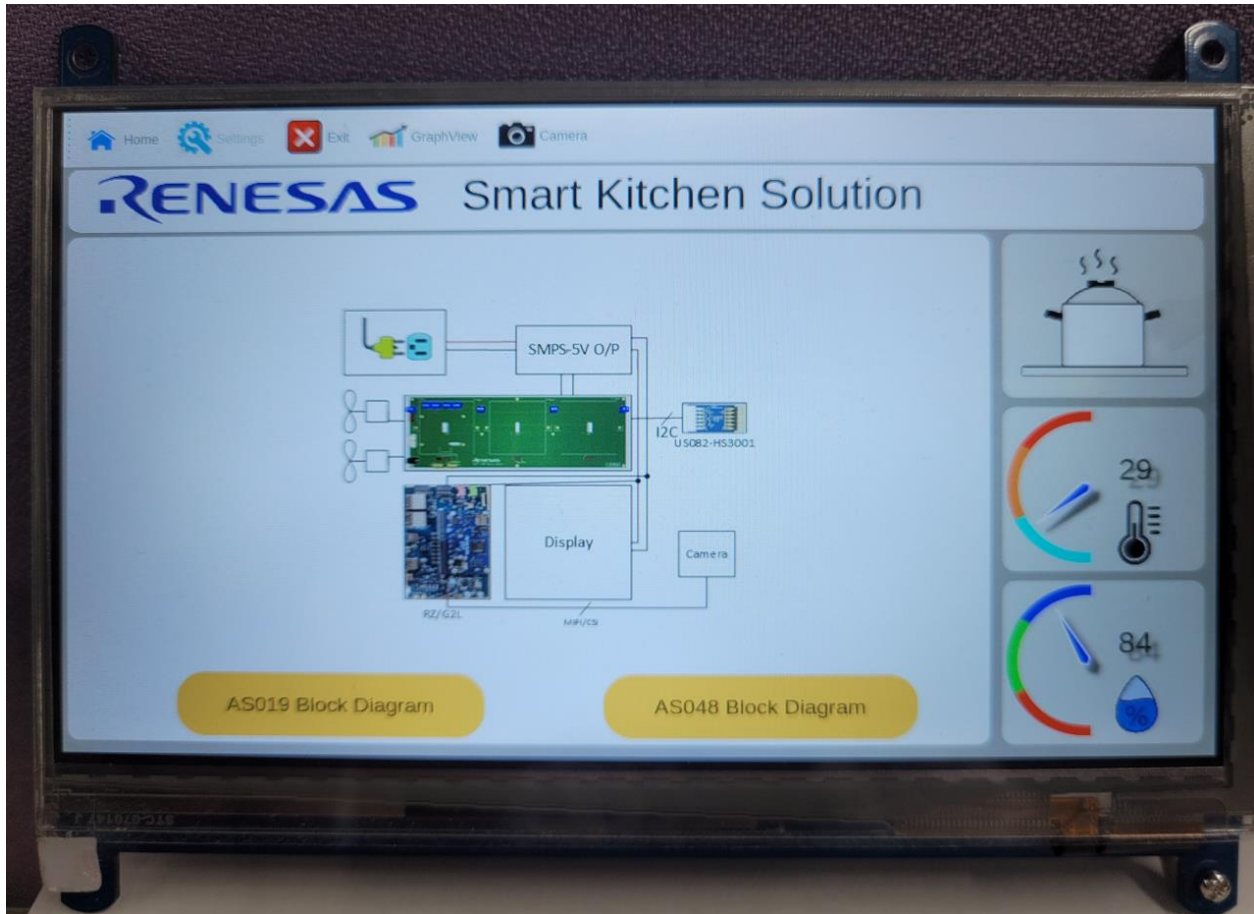 Home Settings Exit GraphView Camera
RENESAS Smart Kitchen Solution
SMPS-5V O/P
I2C
US082-HS3001
Display
Camera
RZ/G2L
MIPI/CSI
AS019 Block Diagram
AS048 Block Diagram
29
84
%